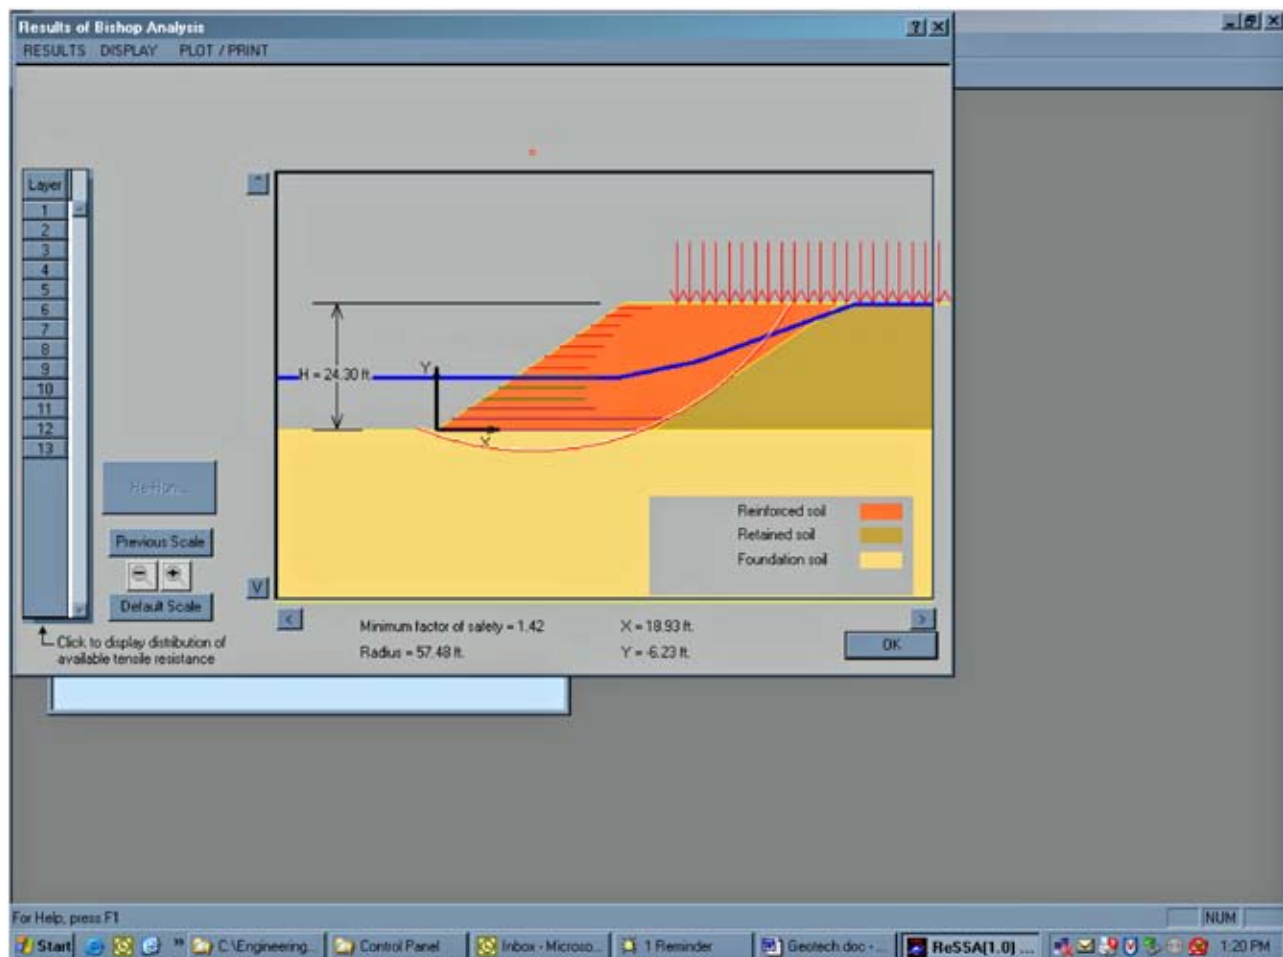 Results of Bishop Analysis
RESULTS DISPLAY PLOT / PRINT
Layer
1
2
3
4
5
6
7
8
9
10
11
12
13
H = 24.30 ft.
Y
X
Reinforced soil
Retained soil
Foundation soil
Re-Run...
Previous Scale
Default Scale
V
<
>
Click to display distribution of
available tensile resistance
Minimum factor of safety = 1.42
X = 18.93 ft.
Radius = 57.48 ft.
Y = -6.23 ft.
OK
For Help, press F1
NUM
Start
»
C:\Engineering...
Control Panel
Inbox - Microso...
1 Reminder
Geotech.doc - ...
ReSSA(1.0) ...
1:20 PM